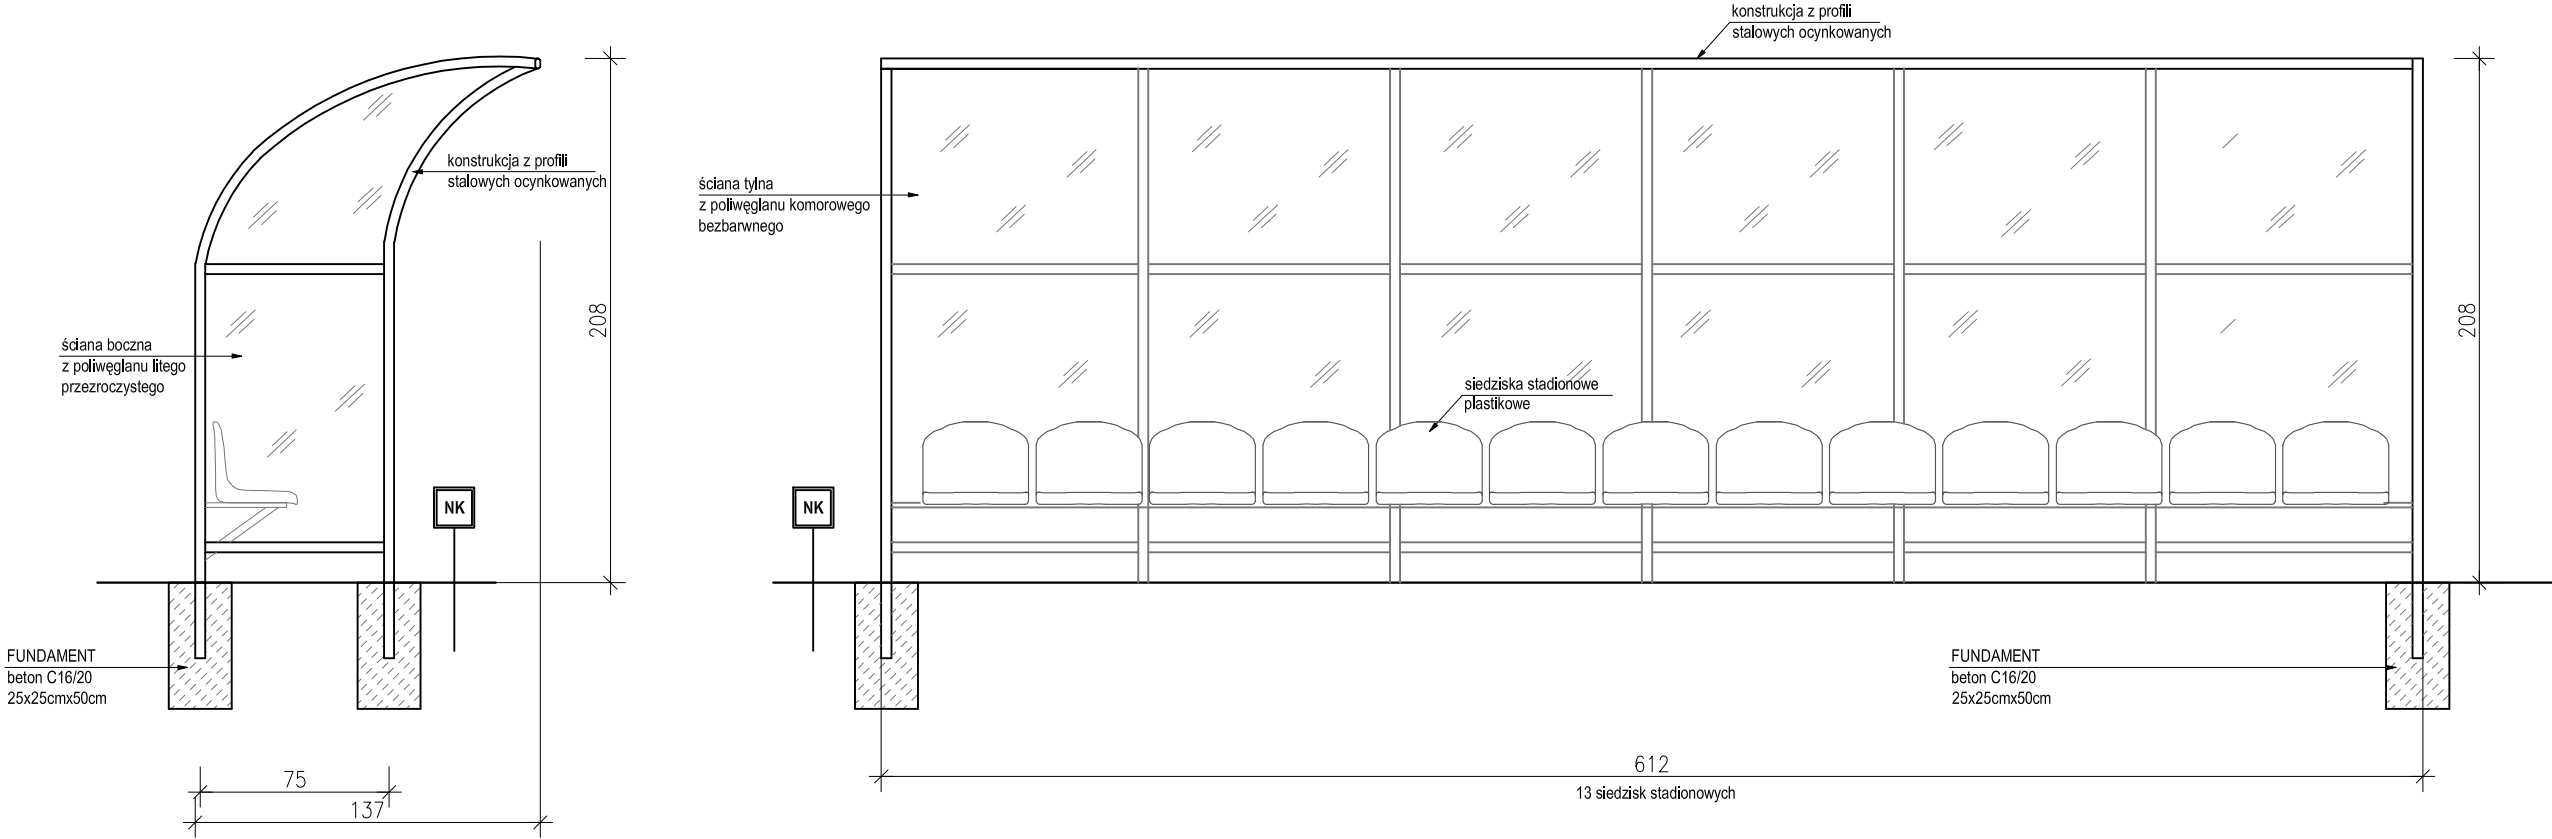 konstrukcja z profili
stalowych ocynkowanych
208
ściana boczna
z poliwęglanu litego
przezroczystego
NK
FUNDAMENT
beton C16/20
25x25cmx50cm
75
137
konstrukcja z profili
stalowych ocynkowanych
ściana tylna
z poliwęglanu komorowego
bezbarwnego
208
siedziska stadionowe
plastikowe
NK
FUNDAMENT
beton C16/20
25x25cmx50cm
612
13 siedzisk stadionowych